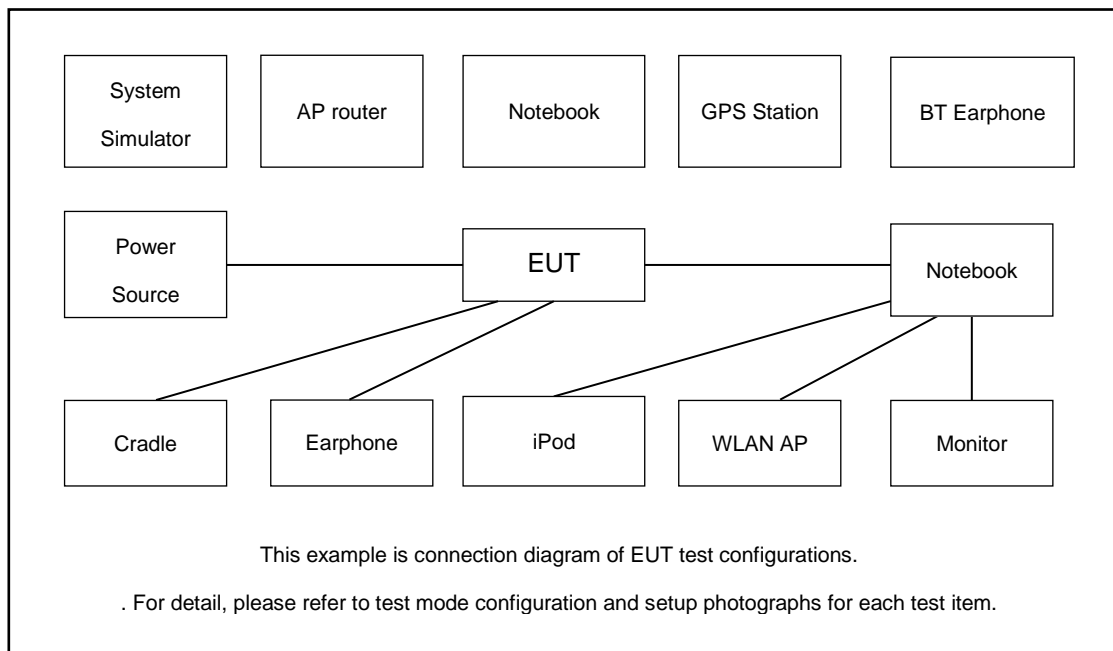 System
Simulator
AP router
Notebook
GPS Station
BT Earphone
Power
Source
EUT
Notebook
Cradle
Earphone
iPod
WLAN AP
Monitor
This example is connection diagram of EUT test configurations.
. For detail, please refer to test mode configuration and setup photographs for each test item.